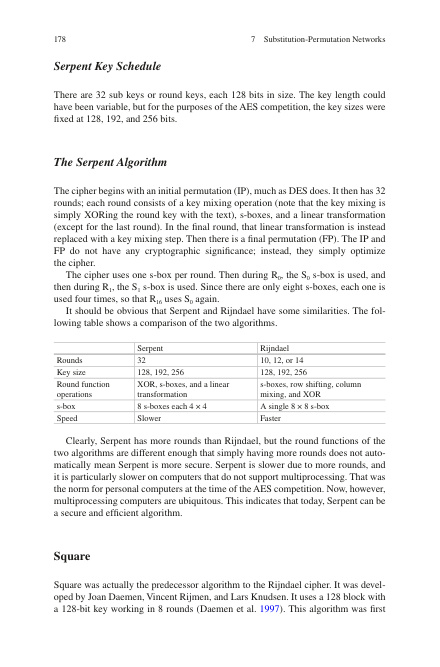 178
7 Substitution-Permutation Networks
Serpent Key Schedule
There are 32 sub keys or round keys, each 128 bits in size. The key length could
have been variable, but for the purposes of the AES competition, the key sizes were
fixed at 128, 192, and 256 bits.
The Serpent Algorithm
The cipher begins with an initial permutation (IP), much as DES does. It then has 32
rounds; each round consists of a key mixing operation (note that the key mixing is
simply XORing the round key with the text), s-boxes, and a linear transformation
(except for the last round). In the final round, that linear transformation is instead
replaced with a key mixing step. Then there is a final permutation (FP). The IP and
FP do not have any cryptographic significance; instead, they simply optimize
the cipher.
The cipher uses one s-box per round. Then during R₀, the S₀ s-box is used, and
then during R₁, the S₁ s-box is used. Since there are only eight s-boxes, each one is
used four times, so that R₁₆ uses S₀ again.
It should be obvious that Serpent and Rijndael have some similarities. The fol-
lowing table shows a comparison of the two algorithms.
Serpent Rijndael
Rounds 32 10, 12, or 14
Key size 128, 192, 256 128, 192, 256
Round function XOR, s-boxes, and a linear s-boxes, row shifting, column
operations transformation mixing, and XOR
s-box 8 s-boxes each 4 × 4 A single 8 × 8 s-box
Speed Slower Faster
Clearly, Serpent has more rounds than Rijndael, but the round functions of the
two algorithms are different enough that simply having more rounds does not auto-
matically mean Serpent is more secure. Serpent is slower due to more rounds, and
it is particularly slower on computers that do not support multiprocessing. That was
the norm for personal computers at the time of the AES competition. Now, however,
multiprocessing computers are ubiquitous. This indicates that today, Serpent can be
a secure and efficient algorithm.
Square
Square was actually the predecessor algorithm to the Rijndael cipher. It was devel-
oped by Joan Daemen, Vincent Rijmen, and Lars Knudsen. It uses a 128 block with
a 128-bit key working in 8 rounds (Daemen et al. 1997). This algorithm was first